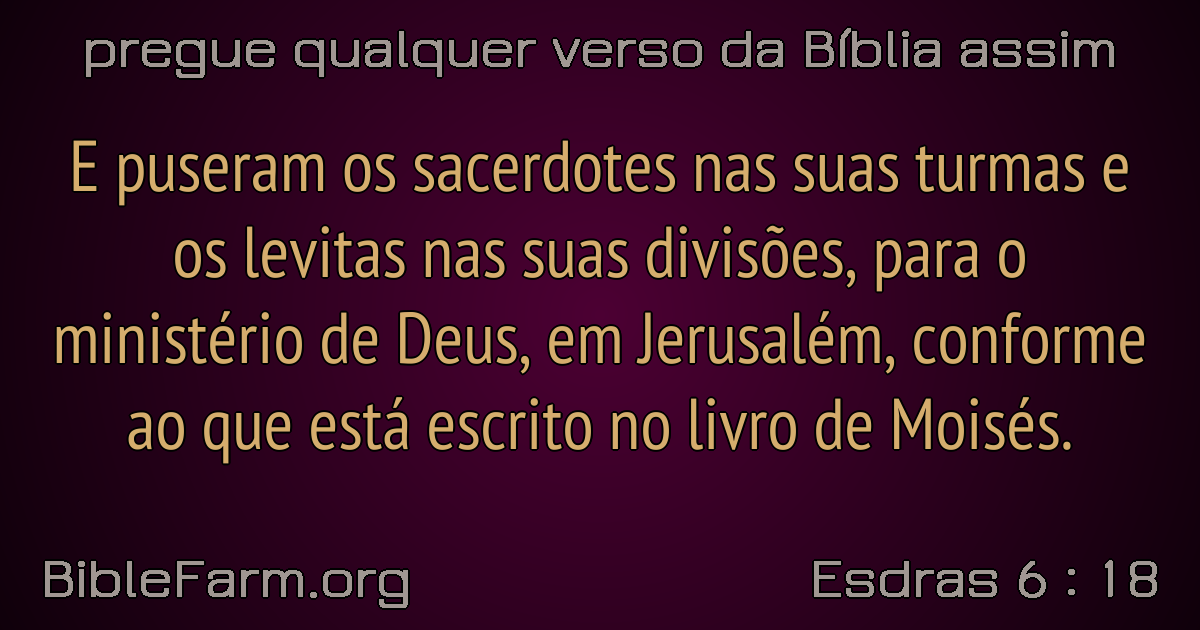 pregue qualquer verso da Bíblia assim
E puseram os sacerdotes nas suas turmas e
os levitas nas suas divisões, para o
ministério de Deus, em Jerusalém, conforme
ao que está escrito no livro de Moisés.
BibleFarm.org
Esdras 6 : 18